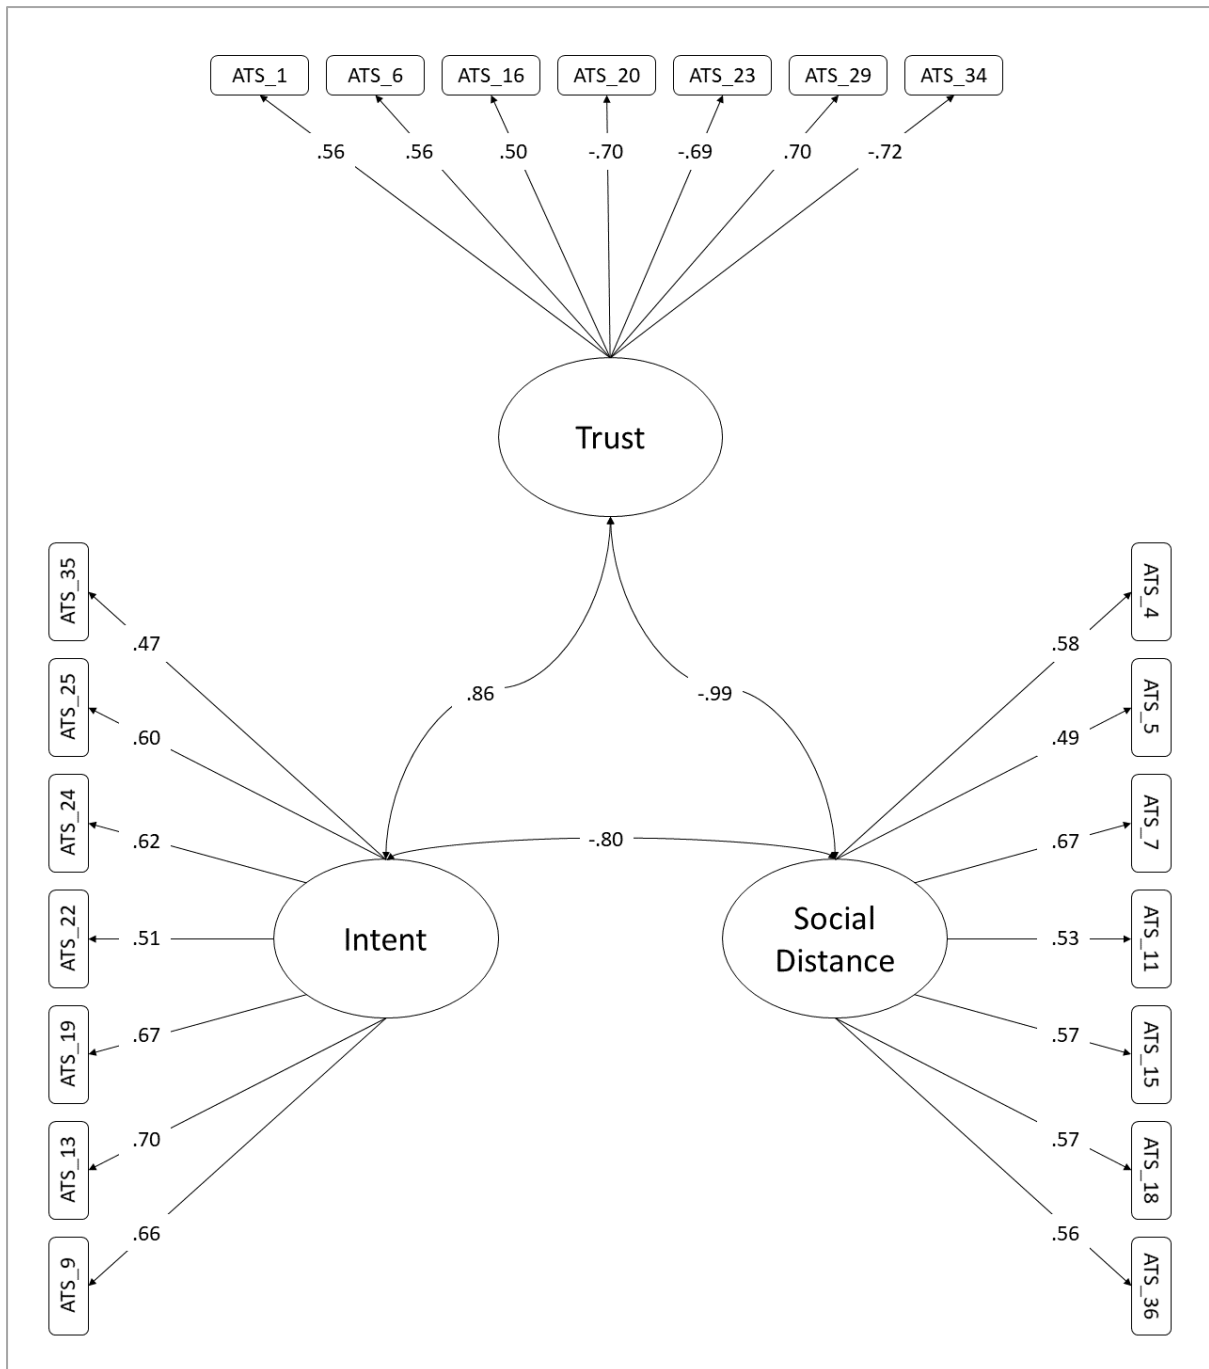 ATS_1 ATS_6 ATS_16 ATS_20 ATS_23 ATS_29 ATS_34
.56 .56 .50 -.70 -.69 .70 -.72
Trust
ATS_35
.47
ATS_25
.60
ATS_24
.62
ATS_22
.51
ATS_19
.67
ATS_13
.70
ATS_9
.66
.86
-.99
-.80
Intent
Social
Distance
ATS_4
.58
ATS_5
.49
ATS_7
.67
ATS_11
.53
ATS_15
.57
ATS_18
.57
ATS_36
.56